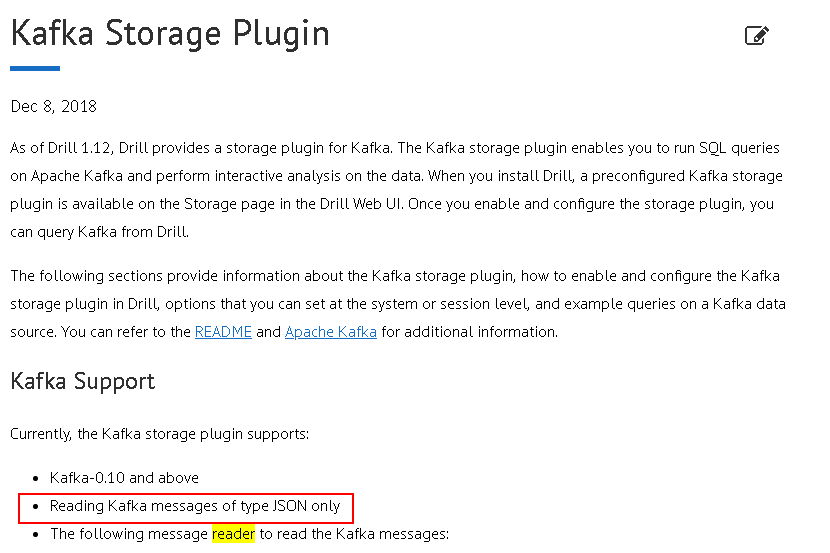 Kafka Storage Plugin
Dec 8, 2018
As of Drill 1.12, Drill provides a storage plugin for Kafka. The Kafka storage plugin enables you to run SQL queries
on Apache Kafka and perform interactive analysis on the data. When you install Drill, a preconfigured Kafka storage
plugin is available on the Storage page in the Drill Web UI. Once you enable and configure the storage plugin, you
can query Kafka from Drill.
The following sections provide information about the Kafka storage plugin, how to enable and configure the Kafka
storage plugin in Drill, options that you can set at the system or session level, and example queries on a Kafka data
source. You can refer to the README and Apache Kafka for additional information.
Kafka Support
Currently, the Kafka storage plugin supports:
• Kafka-0.10 and above
• Reading Kafka messages of type JSON only
• The following message reader to read the Kafka messages: